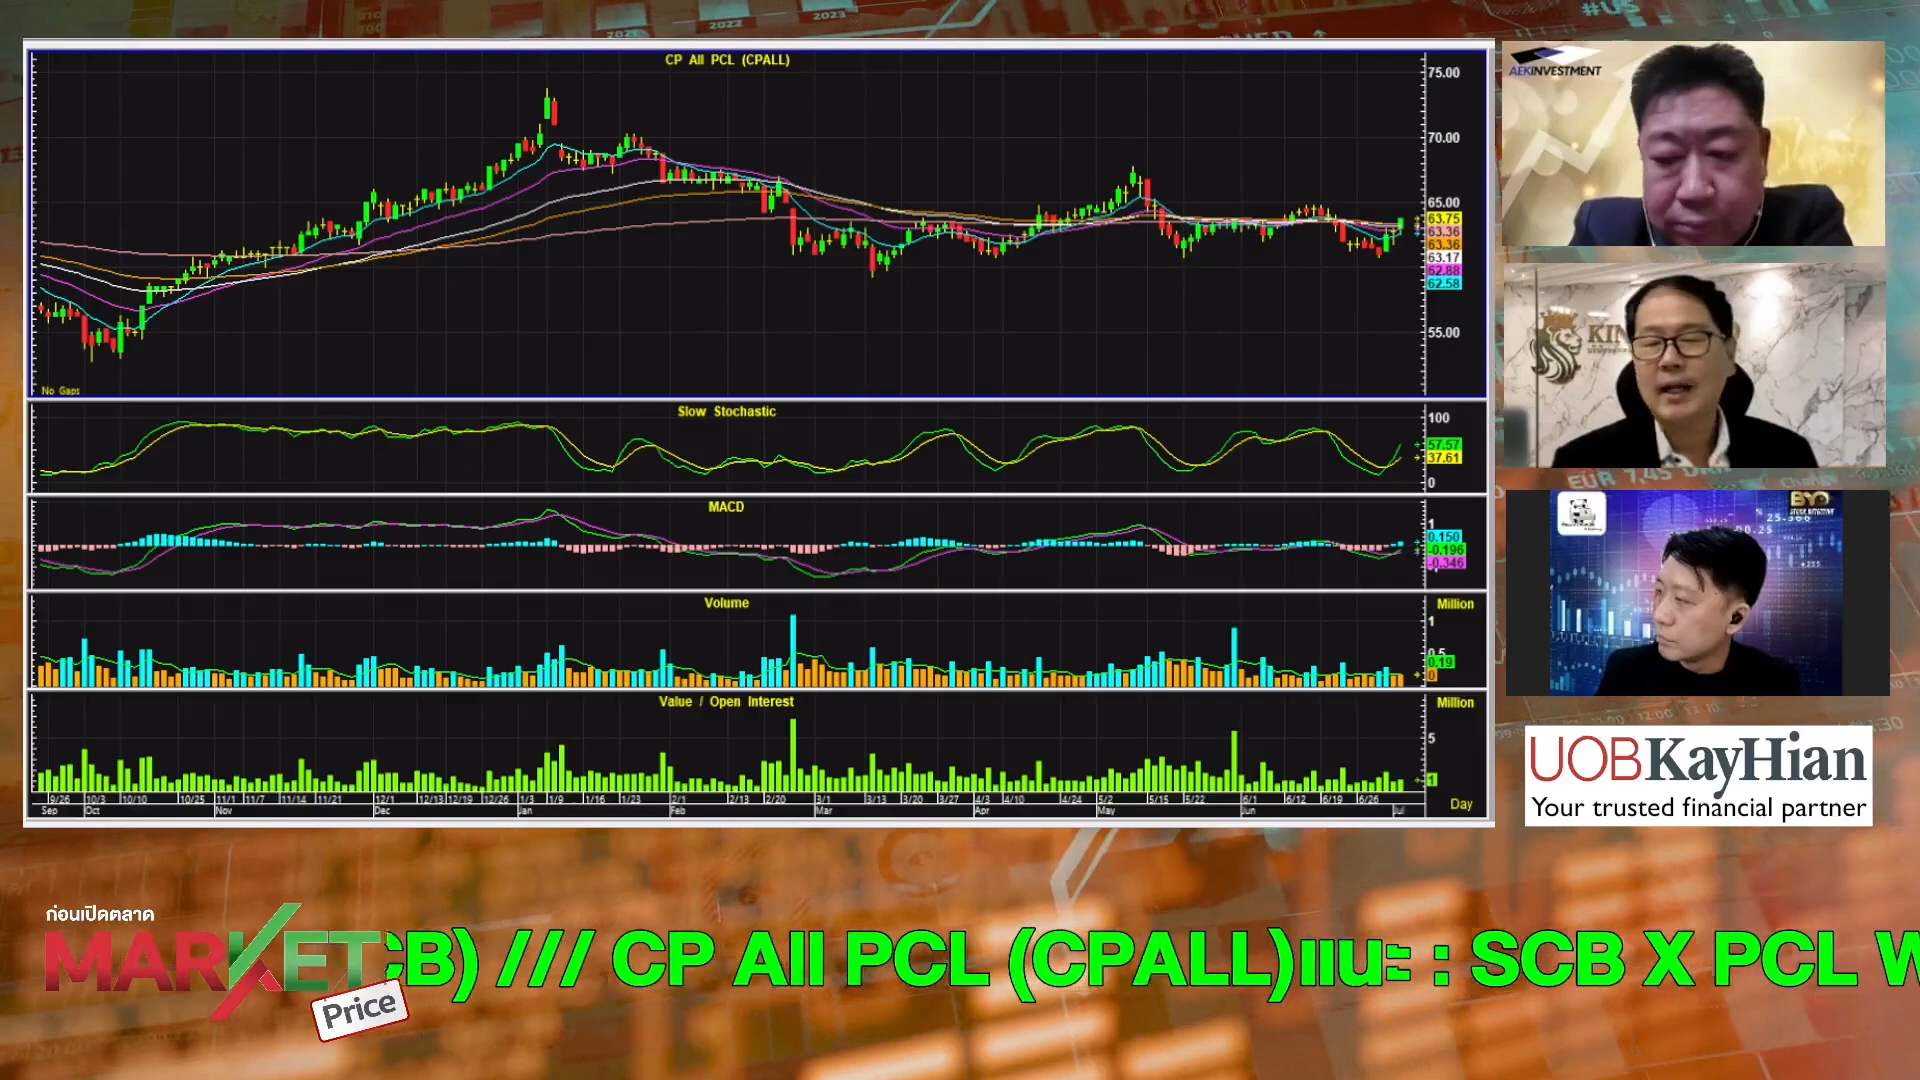 2022
2023
CP All PCL (CPALL)
75.00
70.00
65.00
63.75
63.36
63.36
63.17
62.88
62.58
55.00
No Gaps
Slow Stochastic
100
57.57
37.61
0
MACD
1
0.150
-0.196
-0.346
Volume
Million
1
0.5
0.19
0
Value / Open Interest
Million
5
1
9/26 10/3 10/10 10/25 11/1 11/7 11/14 11/21 12/1 12/13 12/19 12/26 1/3 1/9 1/16 1/23 2/1 2/13 2/20 3/1 3/13 3/20 3/27 4/3 4/10 4/24 5/2 5/15 5/22 6/1 6/12 6/19 6/26
Sep Oct Nov Dec Jan Feb Mar Apr May Jun Jul
Day
AEKINVESTMENT
KIN
BYD
UOBKayHian
Your trusted financial partner
ก่อนเปิดตลาด
MARKET
Price
CB) /// CP All PCL (CPALL)แนะ : SCB X PCL W